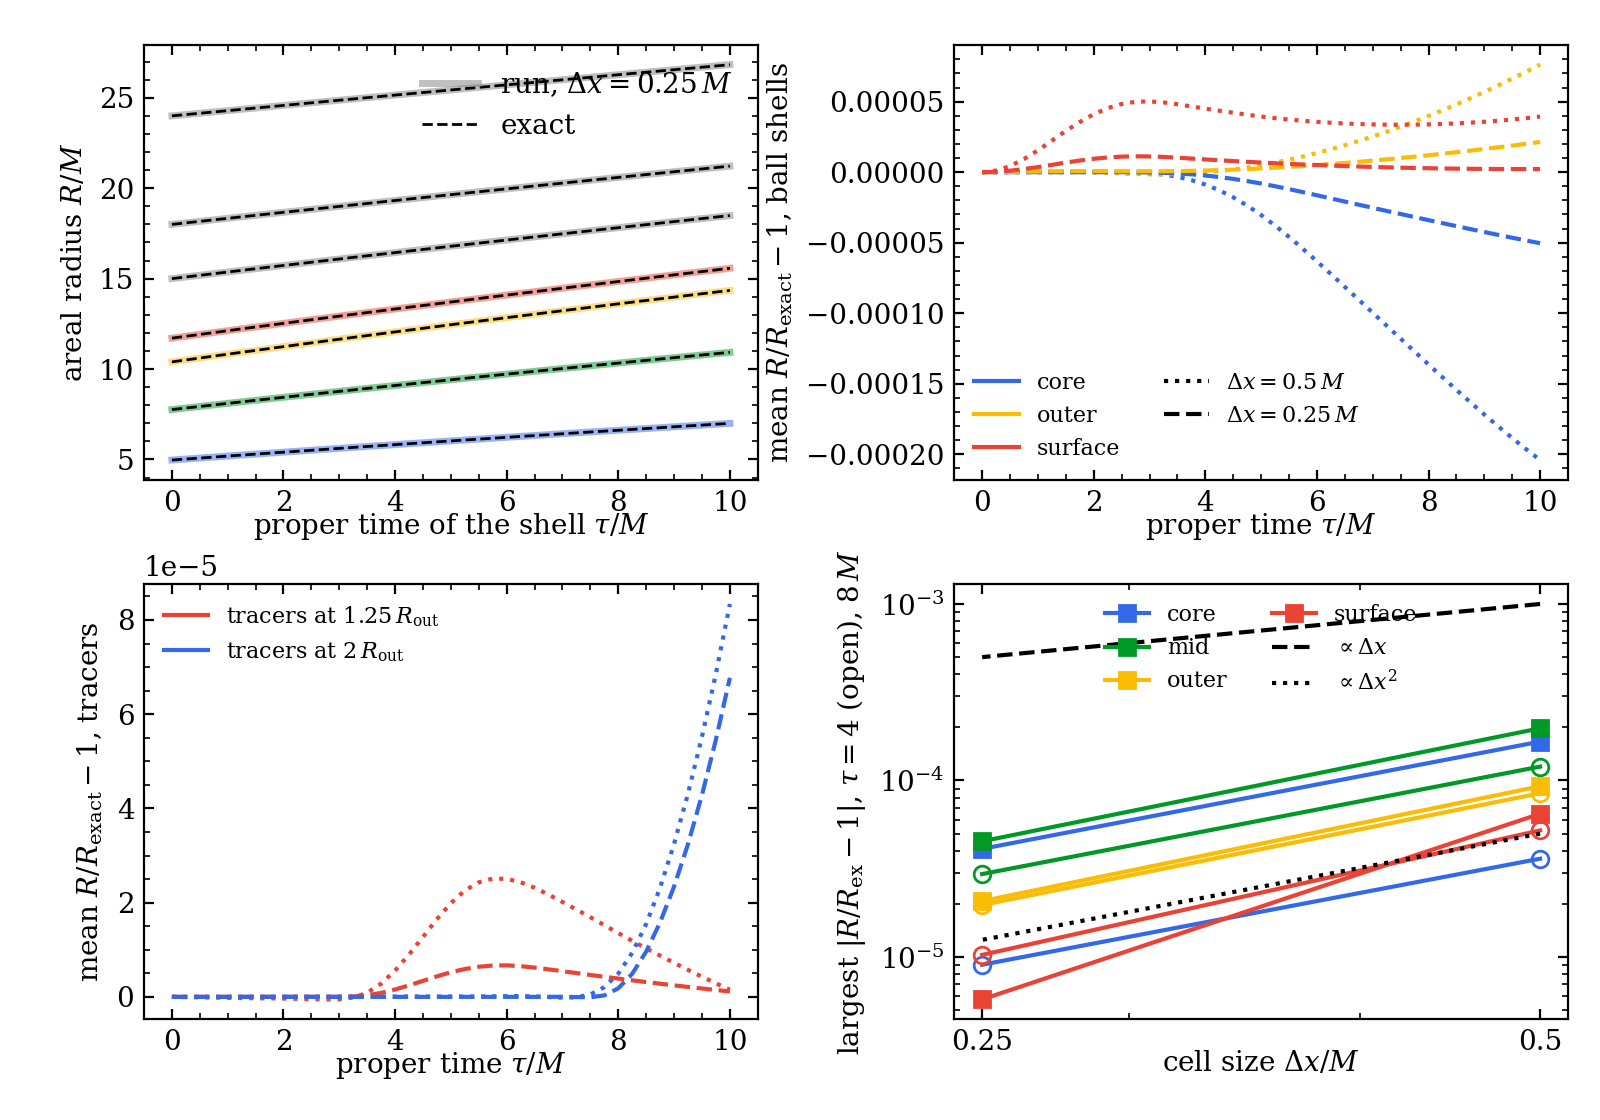 areal radius R/M
25
20
15
10
5
run, Δx = 0.25 M
exact
0 2 4 6 8 10
proper time of the shell τ/M
mean R/R_exact − 1, ball shells
0.00005
0.00000
−0.00005
−0.00010
−0.00015
−0.00020
core
outer
surface
Δx = 0.5 M
Δx = 0.25 M
0 2 4 6 8 10
proper time τ/M
1e−5
mean R/R_exact − 1, tracers
8
6
4
2
0
tracers at 1.25 R_out
tracers at 2 R_out
0 2 4 6 8 10
proper time τ/M
largest |R/R_ex − 1|, τ = 4 (open), 8 M
10^−3
10^−4
10^−5
core
mid
outer
surface
∝ Δx
∝ Δx²
0.25 0.5
cell size Δx/M